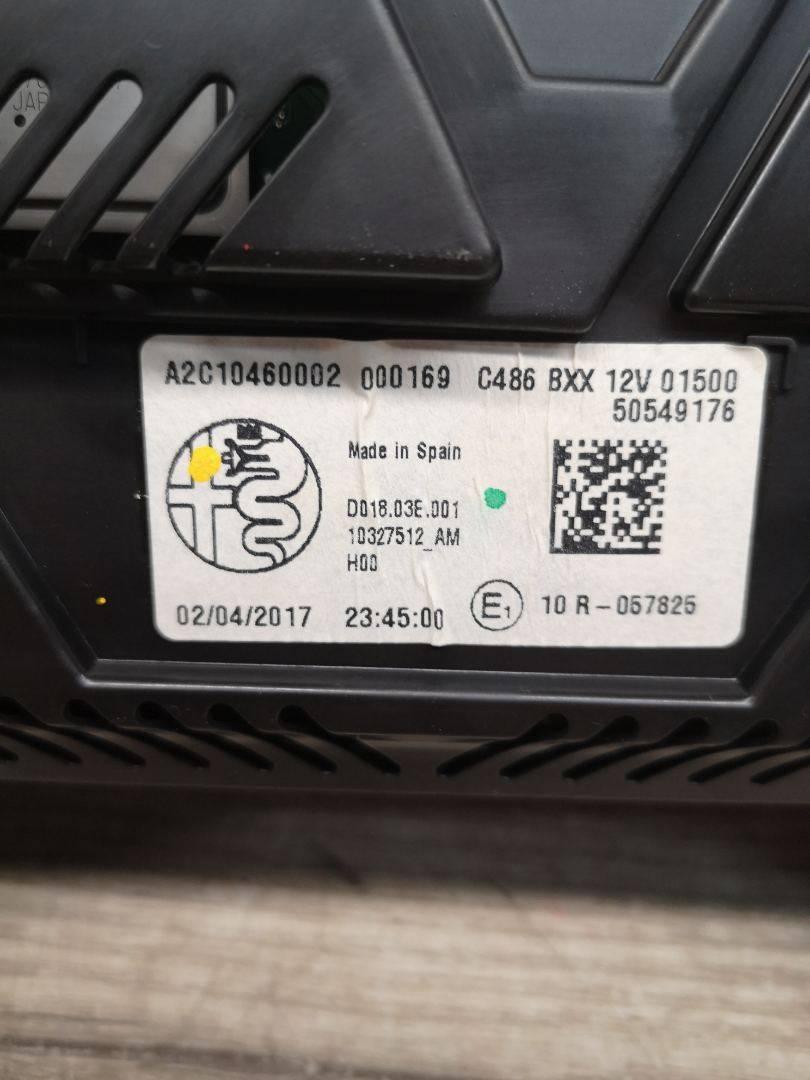 JAP
A2C10460002 000169 C486 BXX 12V 01500
50549176
Made in Spain
D018.03E.001
10327512_AM
H00
02/04/2017 23:45:00 E1 10 R-057825